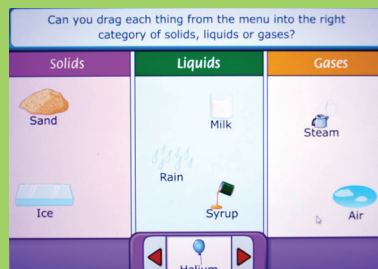 Can you drag each thing from the menu into the right
category of solids, liquids or gases?
Solids Liquids Gases
Sand
Milk
Steam
Rain
Ice
Syrup
Air
Helium